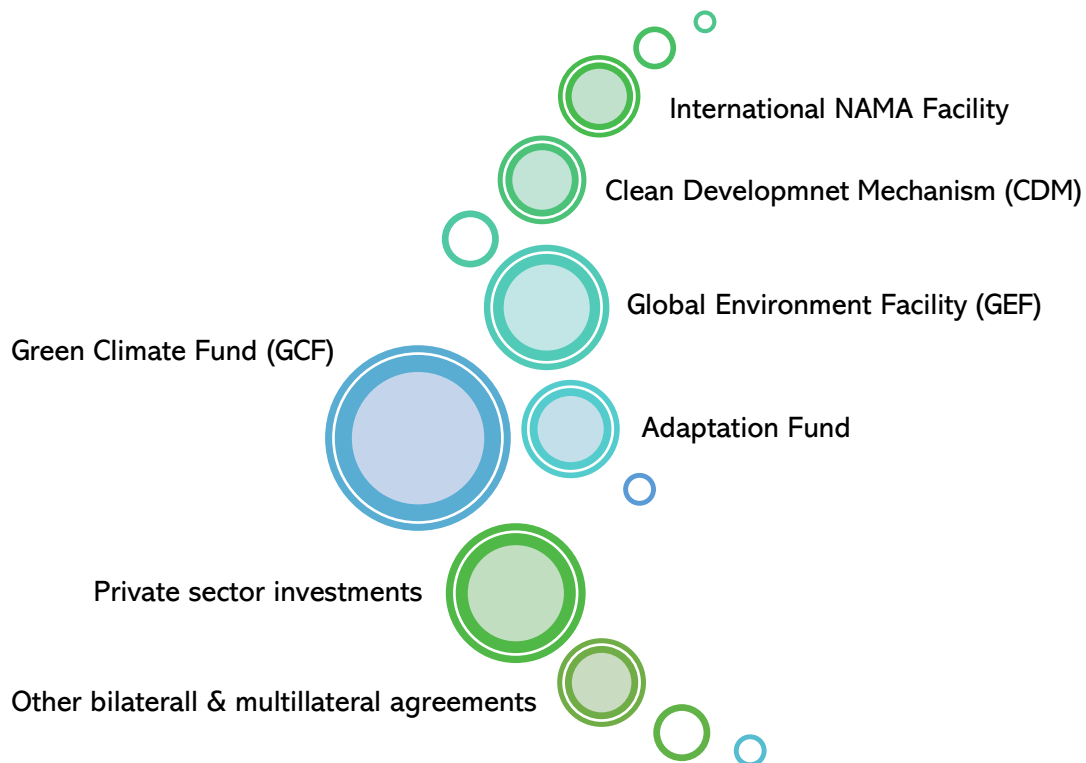 International NAMA Facility
Clean Developmnet Mechanism (CDM)
Global Environment Facility (GEF)
Green Climate Fund (GCF)
Adaptation Fund
Private sector investments
Other bilaterall & multillateral agreements